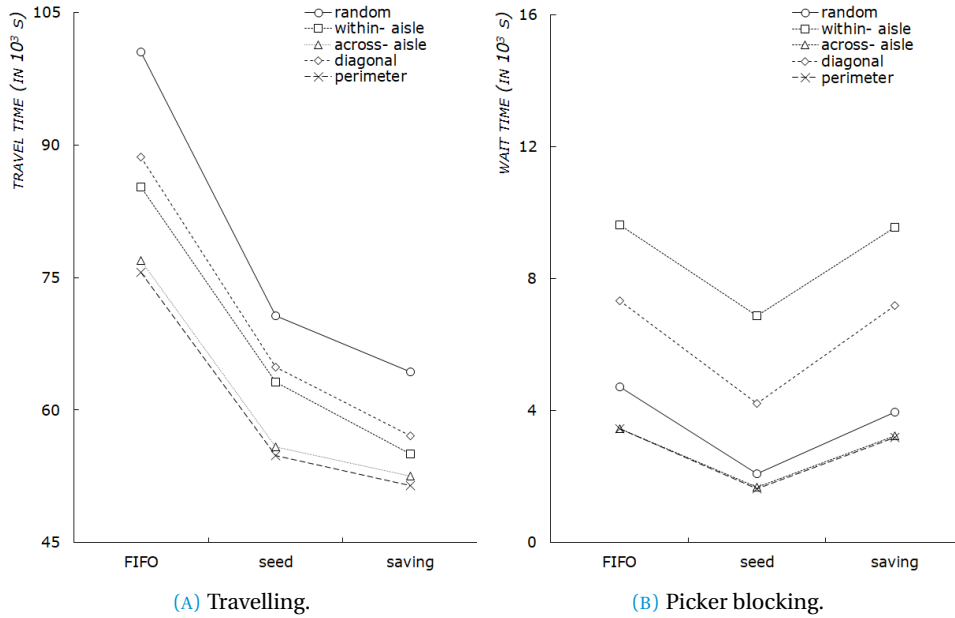 105
90
75
60
45
TRAVEL TIME (IN 10³ S)
random
within- aisle
across- aisle
diagonal
perimeter
FIFO seed saving
(A) Travelling.
16
12
8
4
0
WAIT TIME (IN 10³ S)
random
within- aisle
across- aisle
diagonal
perimeter
FIFO seed saving
(B) Picker blocking.